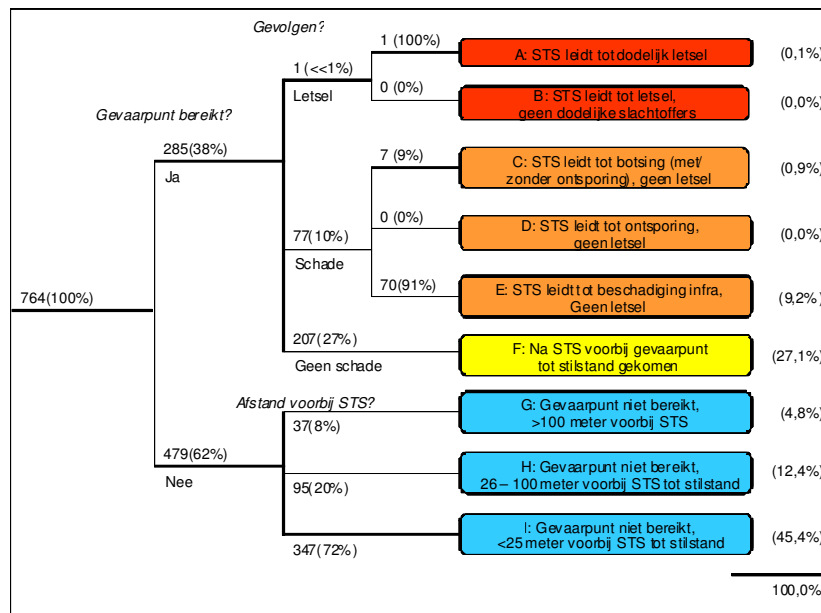 Gevolgen?
1 (100%)
A: STS leidt tot dodelijk letsel
(0,1%)
1 (<<1%)
Letsel
0 (0%)
B: STS leidt tot letsel,
geen dodelijke slachtoffers
(0,0%)
Gevaarpunt bereikt?
285(38%)
Ja
7 (9%)
C: STS leidt tot botsing (met/
zonder ontsporing), geen letsel
(0,9%)
0 (0%)
D: STS leidt tot ontsporing,
geen letsel
(0,0%)
77(10%)
Schade
70(91%)
E: STS leidt tot beschadiging infra,
Geen letsel
(9,2%)
764(100%)
207(27%)
Geen schade
F: Na STS voorbij gevaarpunt
tot stilstand gekomen
(27,1%)
Afstand voorbij STS?
37(8%)
G: Gevaarpunt niet bereikt,
>100 meter voorbij STS
(4,8%)
479(62%)
Nee
95(20%)
H: Gevaarpunt niet bereikt,
26 – 100 meter voorbij STS tot stilstand
(12,4%)
347(72%)
I: Gevaarpunt niet bereikt,
<25 meter voorbij STS tot stilstand
(45,4%)
100,0%